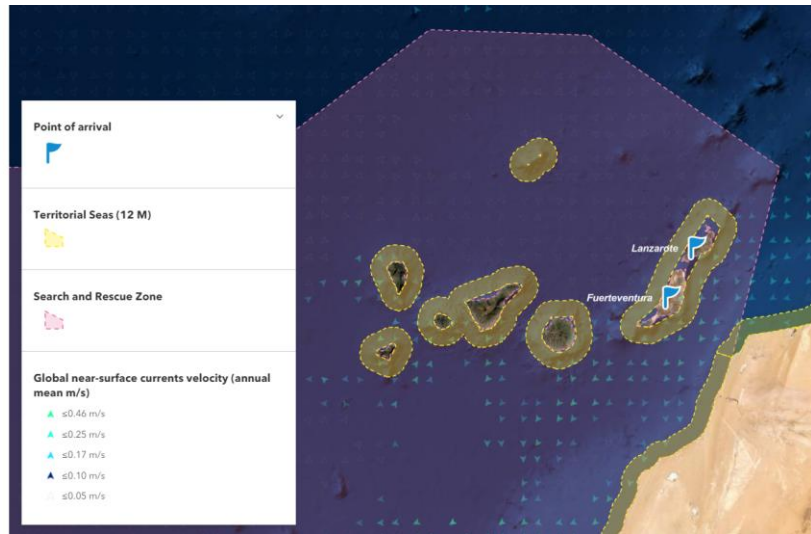 Point of arrival
Territorial Seas (12 M)
Search and Rescue Zone
Global near-surface currents velocity (annual
mean m/s)
≤0.46 m/s
≤0.25 m/s
≤0.17 m/s
≤0.10 m/s
≤0.05 m/s
Lanzarote
Fuerteventura